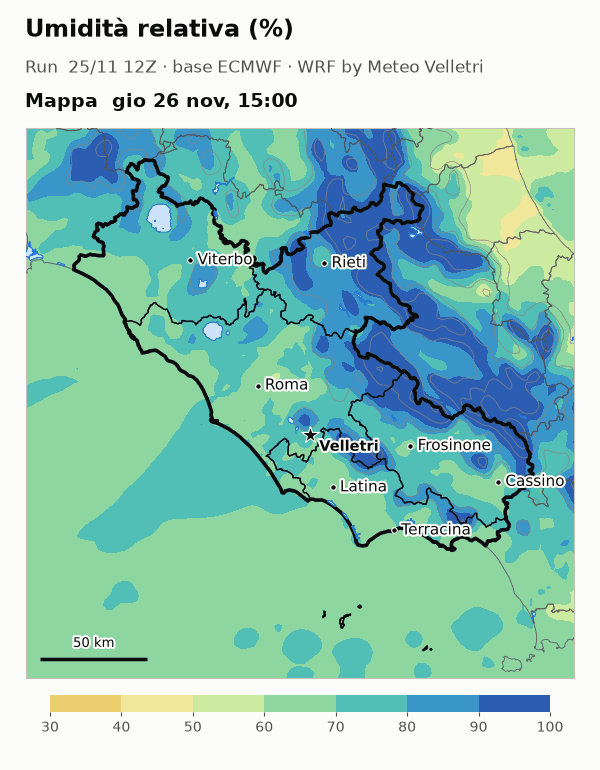 Umidità relativa (%)
Run 25/11 12Z · base ECMWF · WRF by Meteo Velletri
Mappa gio 26 nov, 15:00
Viterbo
Rieti
Roma
Velletri
Frosinone
Cassino
Latina
Terracina
50 km
30 40 50 60 70 80 90 100